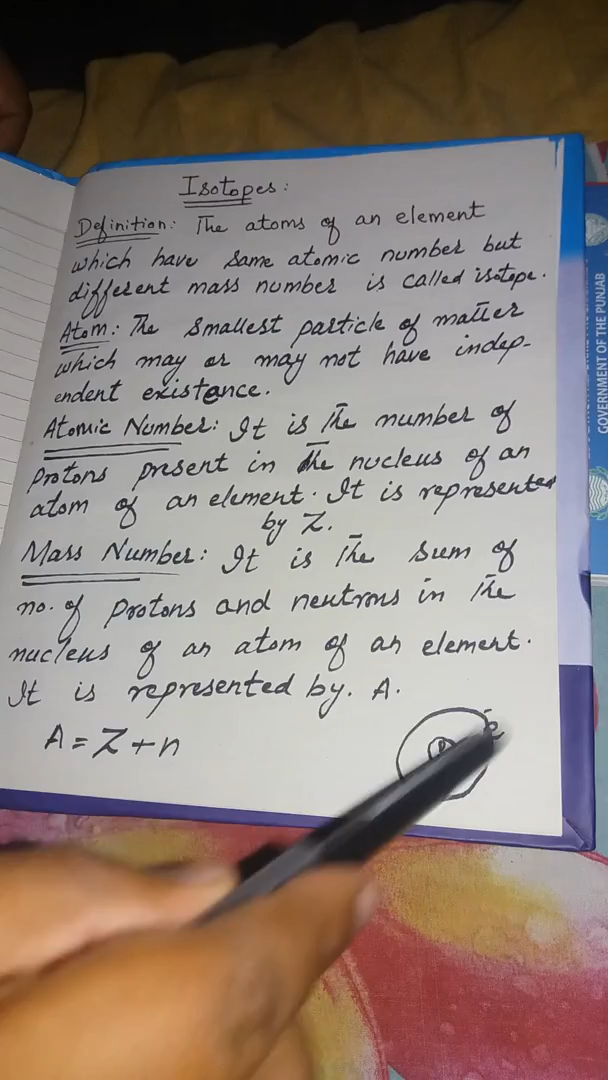 Isotopes:
Definition: The atoms of an element
which have same atomic number but
different mass number is called isotope.
Atom: The smallest particle of matter
which may or may not have indep-
endent existance.
Atomic Number: It is the number of
protons present in the nucleus of an
atom of an element. It is represented
by Z.
Mass Number: It is the sum of
no. of protons and neutrons in the
nucleus of an atom of an element.
It is represented by. A.
A = Z + n
GOVERNMENT OF THE PUNJAB